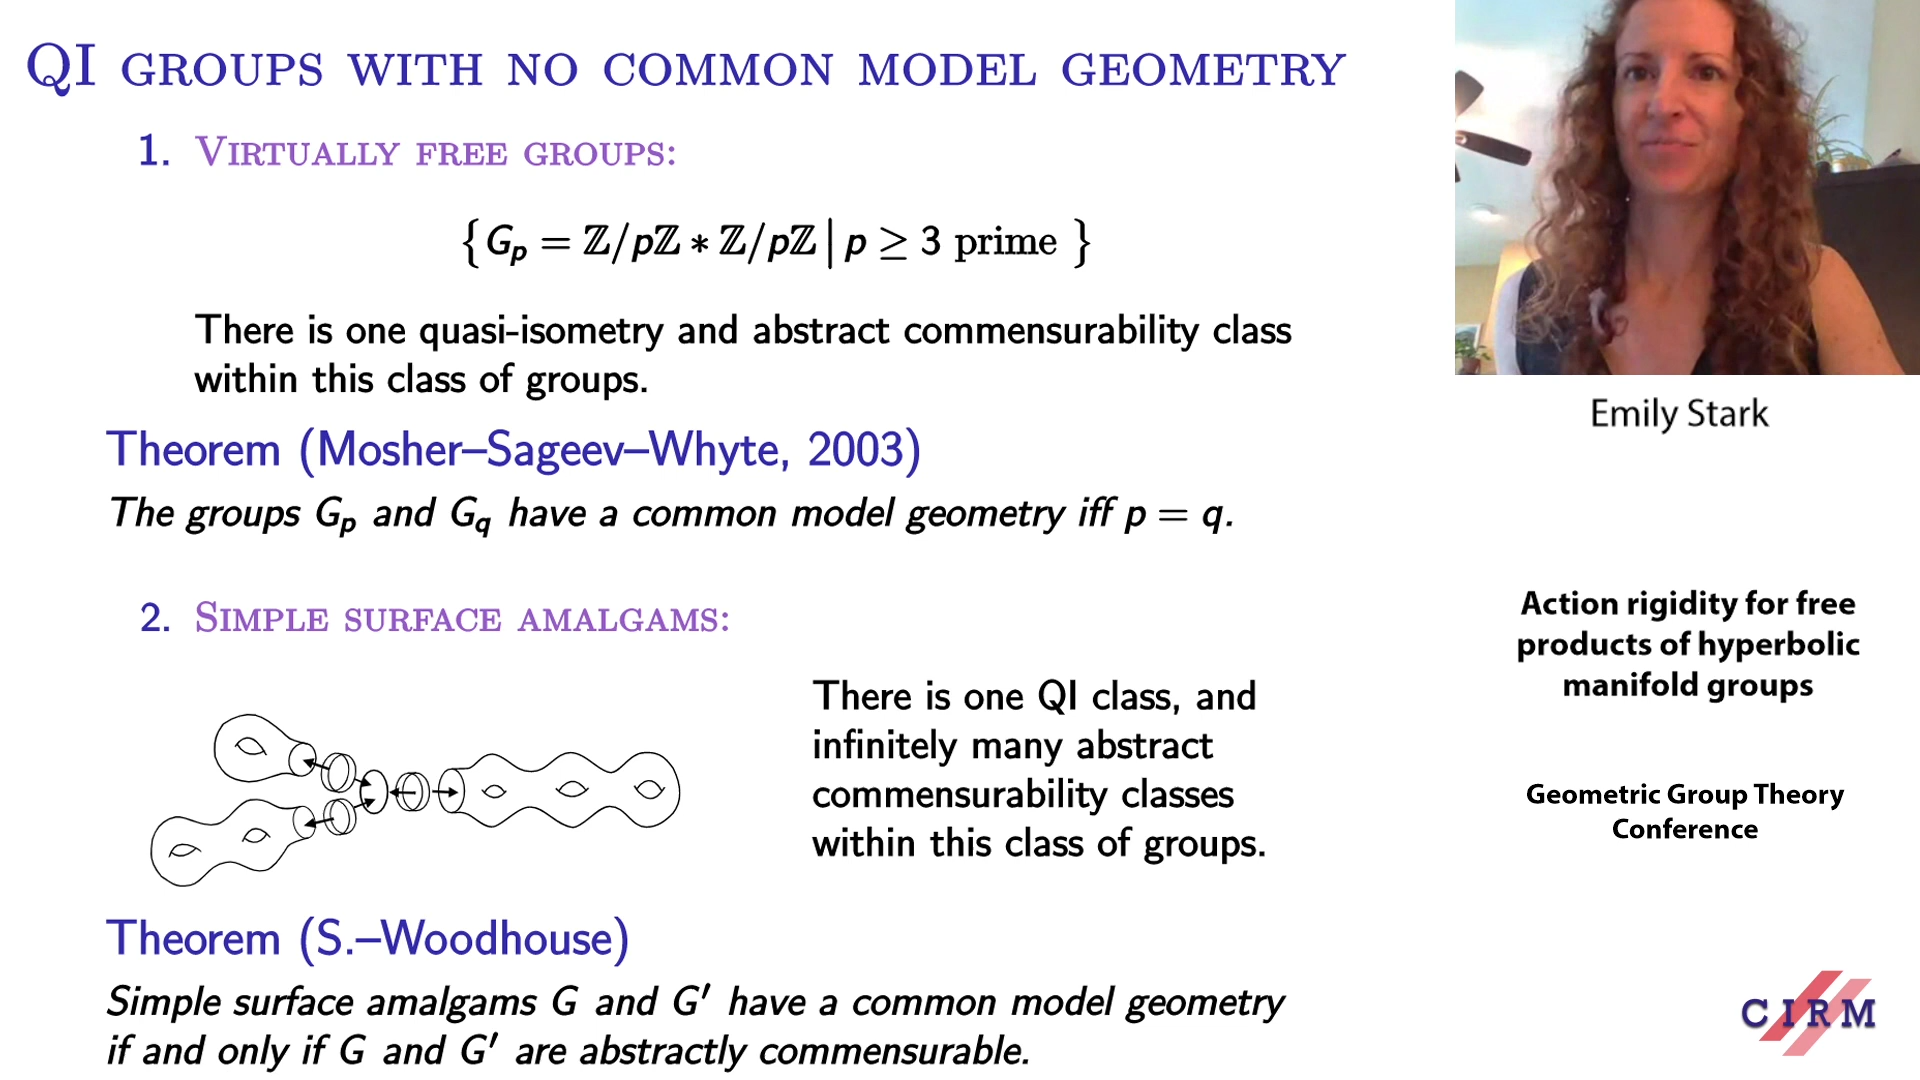 QI GROUPS WITH NO COMMON MODEL GEOMETRY
1. VIRTUALLY FREE GROUPS:
{ Gₚ = ℤ/pℤ ∗ ℤ/pℤ | p ≥ 3 prime }
There is one quasi-isometry and abstract commensurability class
within this class of groups.
Theorem (Mosher–Sageev–Whyte, 2003)
The groups Gₚ and G_q have a common model geometry iff p = q.
2. SIMPLE SURFACE AMALGAMS:
There is one QI class, and
infinitely many abstract
commensurability classes
within this class of groups.
Theorem (S.–Woodhouse)
Simple surface amalgams G and G′ have a common model geometry
if and only if G and G′ are abstractly commensurable.
Emily Stark
Action rigidity for free
products of hyperbolic
manifold groups
Geometric Group Theory
Conference
CIRM